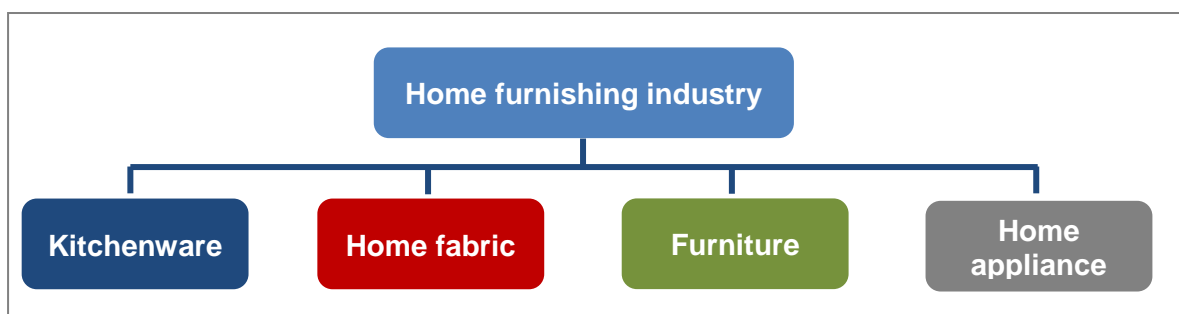 Home furnishing industry
Kitchenware
Home fabric
Furniture
Home
appliance